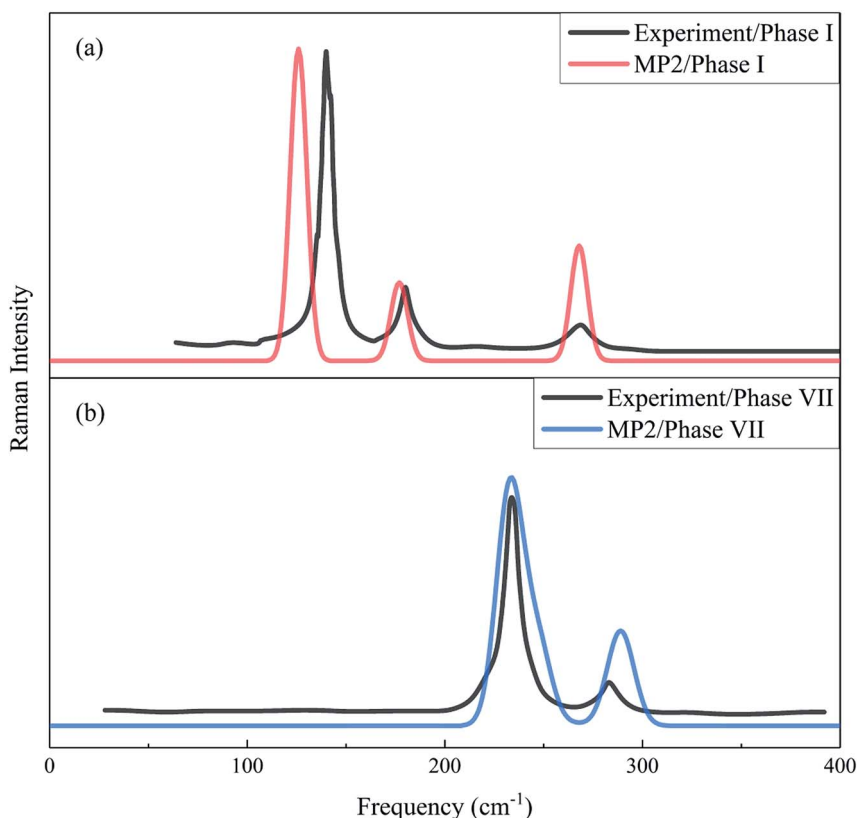 (a)
Experiment/Phase I
MP2/Phase I
(b)
Experiment/Phase VII
MP2/Phase VII
Raman Intensity
0 100 200 300 400
Frequency (cm⁻¹)